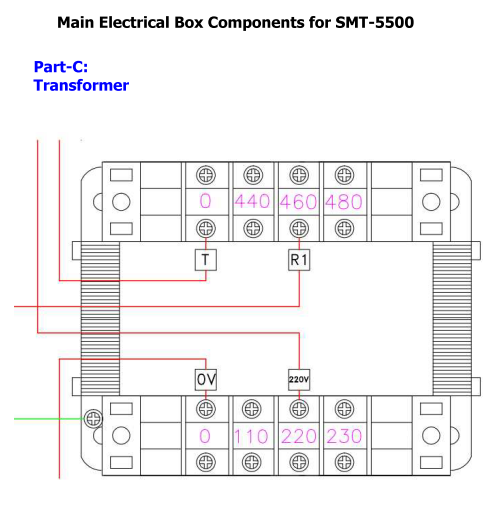 Main Electrical Box Components for SMT-5500
Part-C:
Transformer
0 440 460 480
T R1
0V 220V
0 110 220 230